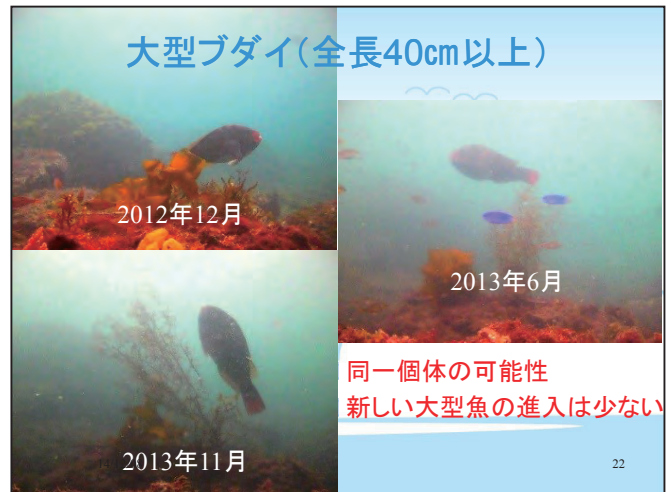 大型ブダイ(全長40㎝以上)
2012年12月
2013年6月
2013年11月
同一個体の可能性
新しい大型魚の進入は少ない
22